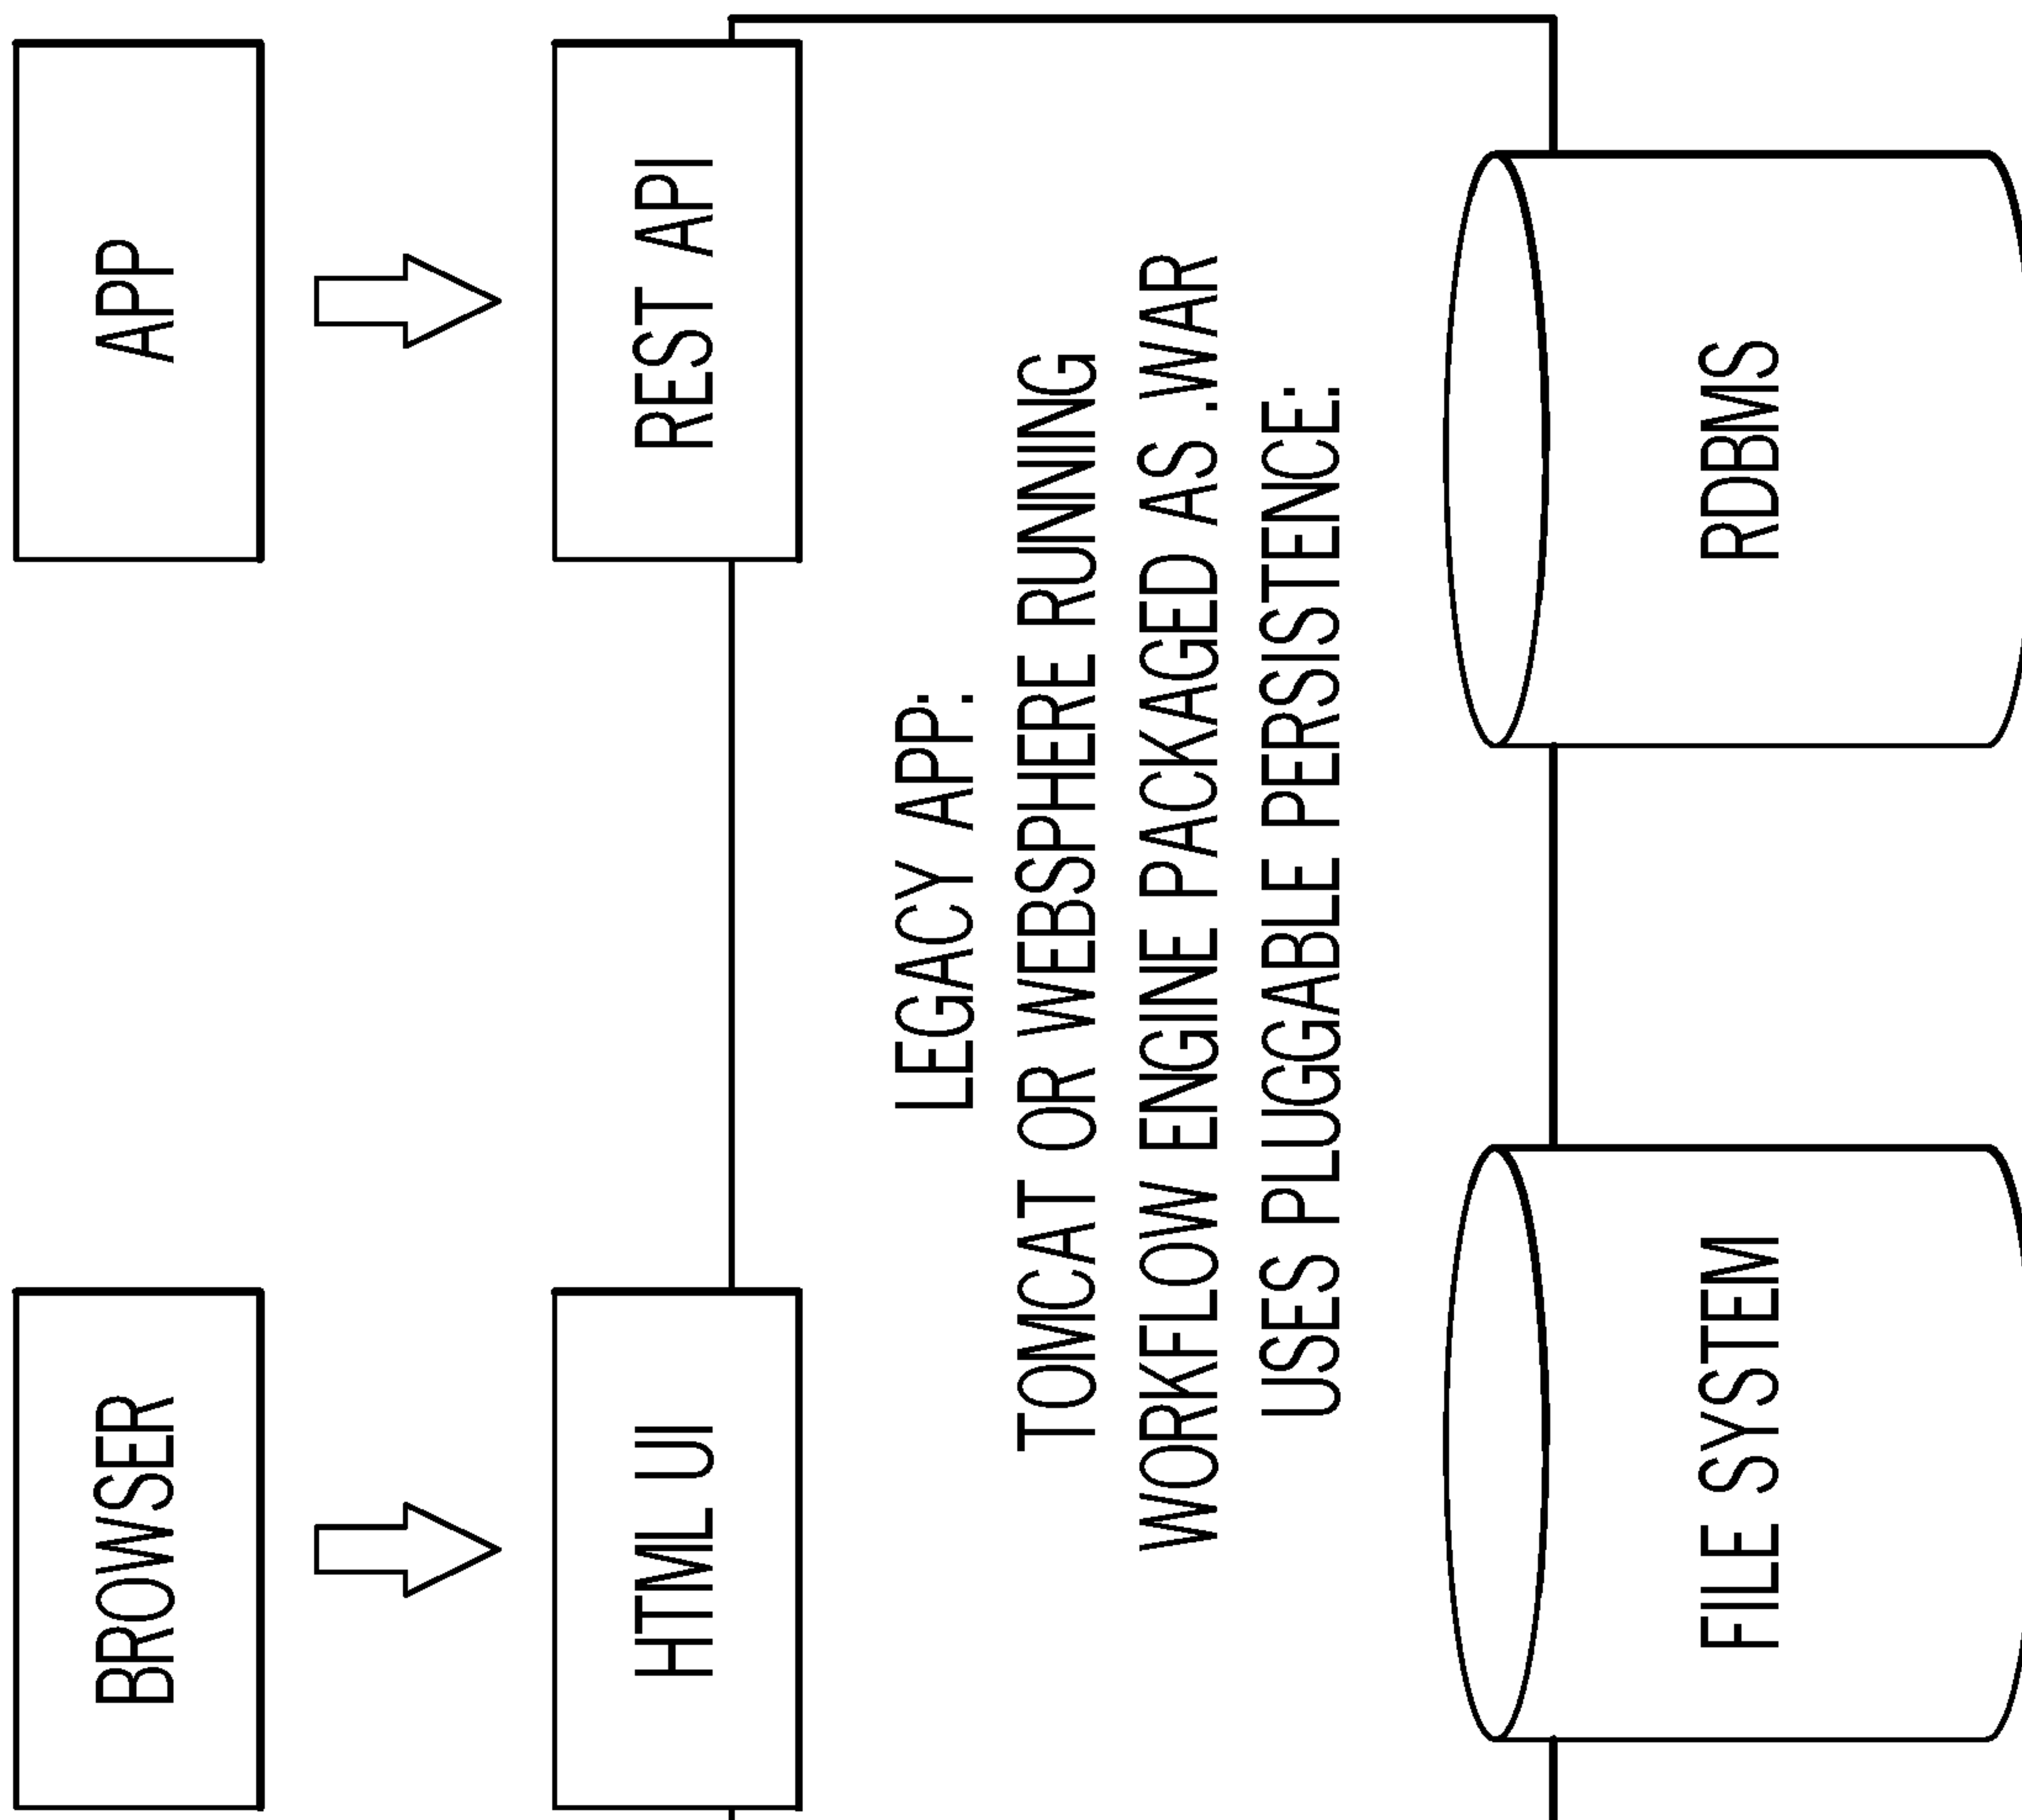 BROWSER
APP
HTML UI
REST API
LEGACY APP:
TOMCAT OR WEBSPHERE RUNNING
WORKFLOW ENGINE PACKAGED AS .WAR
USES PLUGGABLE PERSISTENCE:
FILE SYSTEM
RDBMS